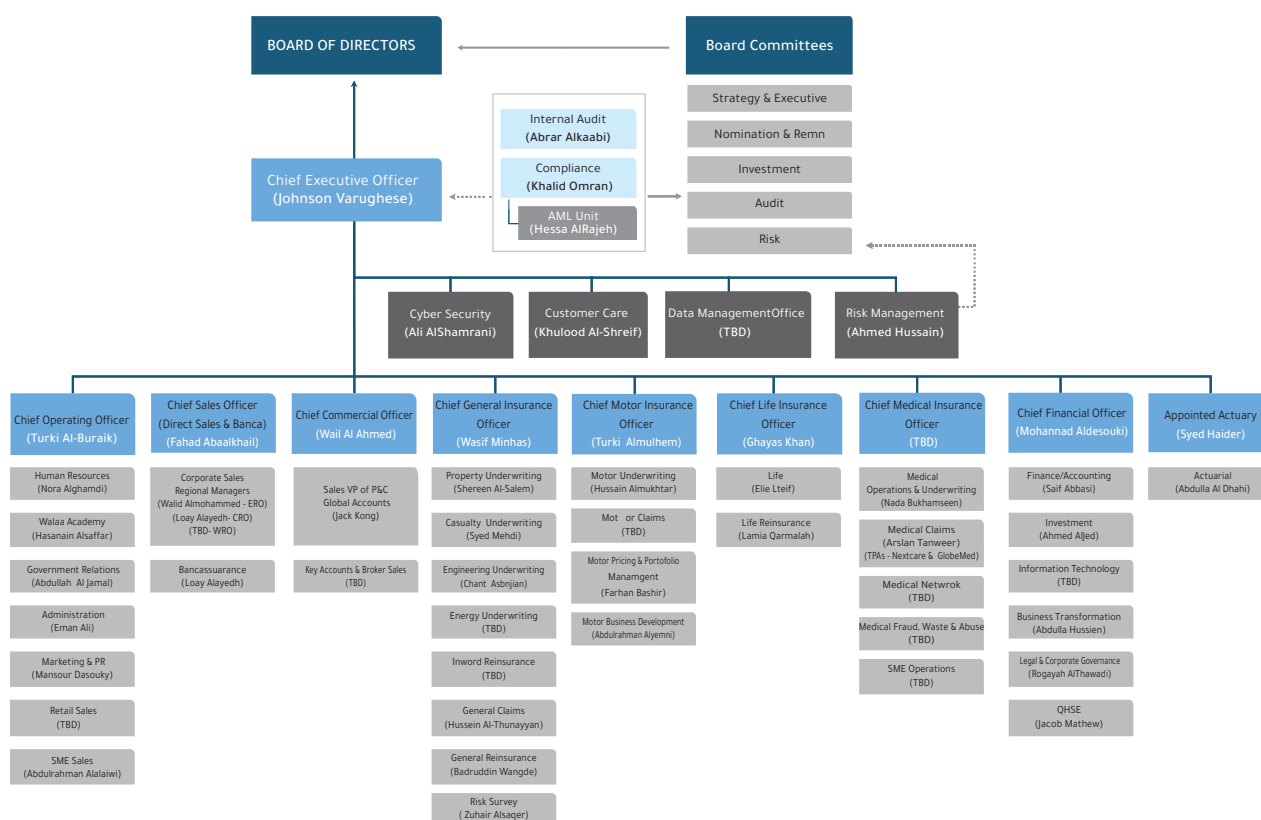 BOARD OF DIRECTORS
Board Committees
Strategy & Executive
Nomination & Remn
Investment
Audit
Risk
Internal Audit
(Abrar Alkaabi)
Compliance
(Khalid Omran)
AML Unit
(Hessa AlRajeh)
Chief Executive Officer
(Johnson Varughese)
Cyber Security
(Ali AlShamrani)
Customer Care
(Khulood Al-Shreif)
Data ManagementOffice
(TBD)
Risk Management
(Ahmed Hussain)
Chief Operating Officer
(Turki Al-Buraik)
Human Resources
(Nora Alghamdi)
Walaa Academy
(Hasanain Alsaffar)
Government Relations
(Abdullah Al Jamal)
Administration
(Eman Ali)
Marketing & PR
(Mansour Dasouky)
Retail Sales
(TBD)
SME Sales
(Abdulrahman Alalaiwi)
Chief Sales Officer
(Direct Sales & Banca)
(Fahad Abaalkhail)
Corporate Sales
Regional Managers
(Walid Almohammed - ERO)
(Loay Alayedh- CRO)
(TBD- WRO)
Bancassuarance
(Loay Alayedh)
Chief Commercial Officer
(Wail Al Ahmed)
Sales VP of P&C
Global Accounts
(Jack Kong)
Key Accounts & Broker Sales
(TBD)
Chief General Insurance
Officer
(Wasif Minhas)
Property Underwriting
(Shereen Al-Salem)
Casualty Underwriting
(Syed Mehdi)
Engineering Underwriting
(Chant Asbnjian)
Energy Underwriting
(TBD)
Inword Reinsurance
(TBD)
General Claims
(Hussein Al-Thunayyan)
General Reinsurance
(Badruddin Wangde)
Risk Survey
( Zuhair Alsaqer)
Chief Motor Insurance
Officer
(Turki Almulhem)
Motor Underwriting
(Hussain Almukhtar)
Mot or Claims
(TBD)
Motor Pricing & Portofolio
Manamgent
(Farhan Bashir)
Motor Business Development
(Abdulrahman Alyemni)
Chief Life Insurance
Officer
(Ghayas Khan)
Life
(Elie Lteif)
Life Reinsurance
(Lamia Qarmalah)
Chief Medical Insurance
Officer
(TBD)
Medical
Operations & Underwriting
(Nada Bukhamseen)
Medical Claims
(Arslan Tanweer)
(TPAs - Nextcare & GlobeMed)
Medical Netwrok
(TBD)
Medical Fraud, Waste & Abuse
(TBD)
SME Operations
(TBD)
Chief Financial Officer
(Mohannad Aldesouki)
Finance/Accounting
(Saif Abbasi)
Investment
(Ahmed AlJed)
Information Technology
(TBD)
Business Transformation
(Abdulla Hussien)
Legal & Corporate Governance
(Rogayah AlThawadi)
QHSE
(Jacob Mathew)
Appointed Actuary
(Syed Haider)
Actuarial
(Abdulla Al Dhahi)